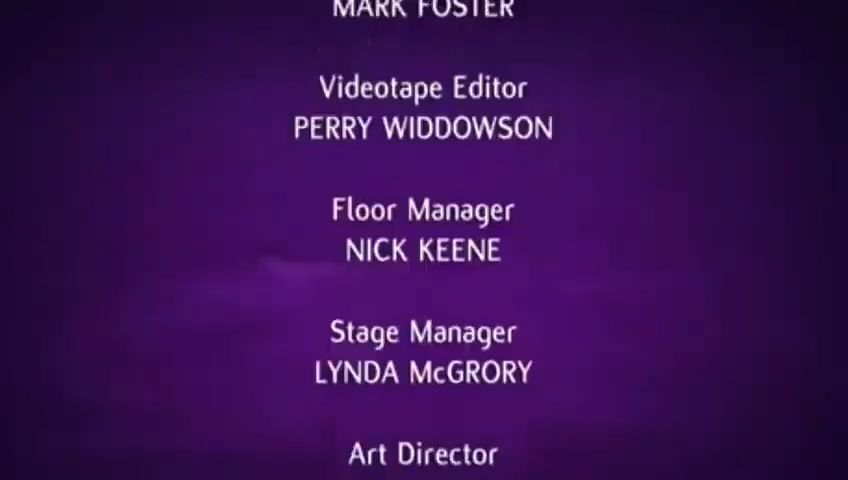 MARK FOSTER
Videotape Editor
PERRY WIDDOWSON
Floor Manager
NICK KEENE
Stage Manager
LYNDA McGRORY
Art Director